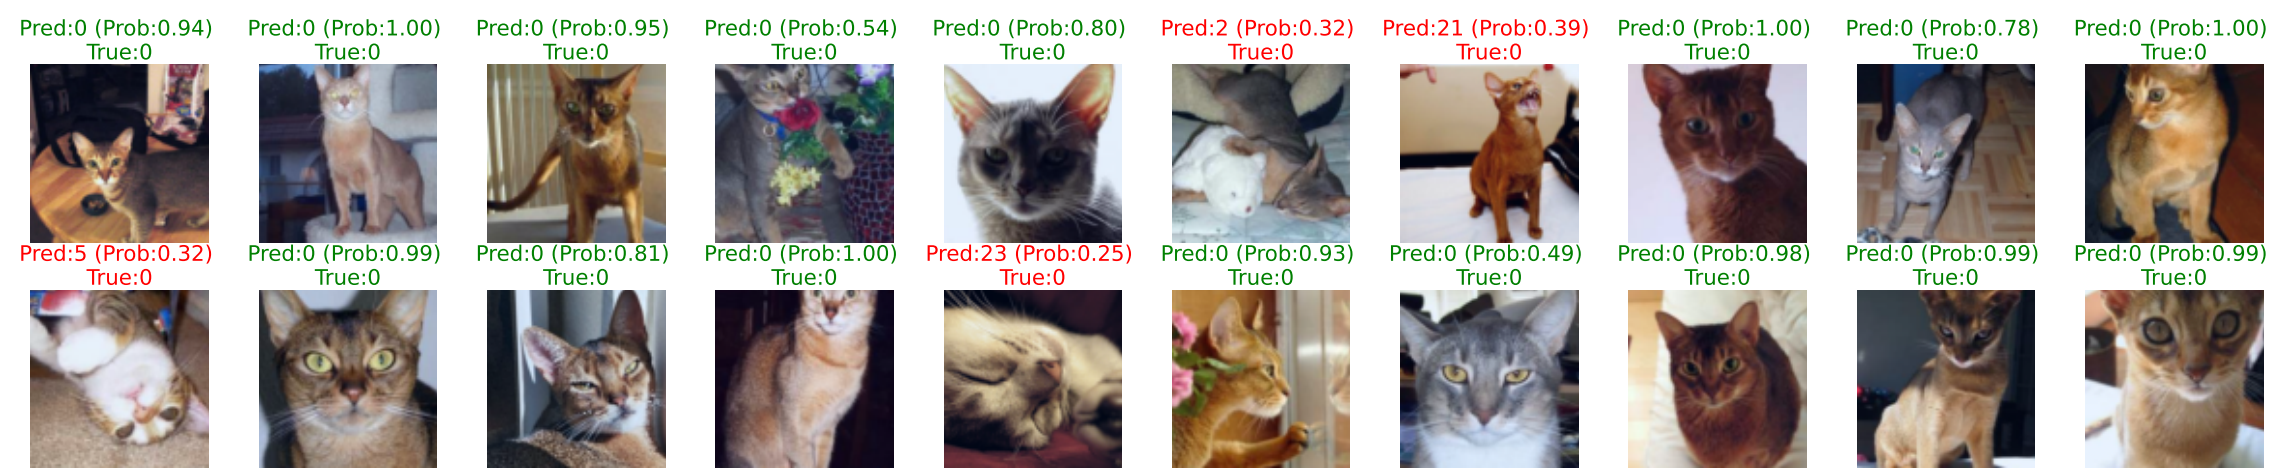 Pred:0 (Prob:0.94) Pred:0 (Prob:1.00) Pred:0 (Prob:0.95) Pred:0 (Prob:0.54) Pred:0 (Prob:0.80) Pred:2 (Prob:0.32) Pred:21 (Prob:0.39) Pred:0 (Prob:1.00) Pred:0 (Prob:0.78) Pred:0 (Prob:1.00)
True:0 True:0 True:0 True:0 True:0 True:0 True:0 True:0 True:0 True:0
Pred:5 (Prob:0.32) Pred:0 (Prob:0.99) Pred:0 (Prob:0.81) Pred:0 (Prob:1.00) Pred:23 (Prob:0.25) Pred:0 (Prob:0.93) Pred:0 (Prob:0.49) Pred:0 (Prob:0.98) Pred:0 (Prob:0.99) Pred:0 (Prob:0.99)
True:0 True:0 True:0 True:0 True:0 True:0 True:0 True:0 True:0 True:0